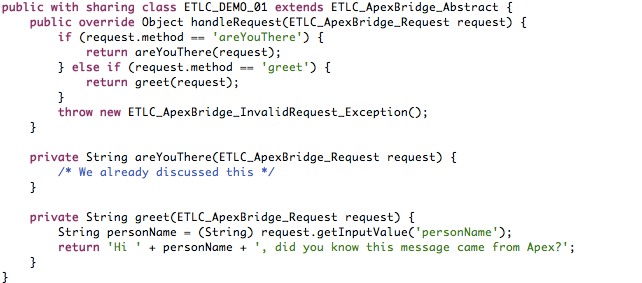 public with sharing class ETLC_DEMO_01 extends ETLC_ApexBridge_Abstract {
    public override Object handleRequest(ETLC_ApexBridge_Request request) {
        if (request.method == 'areYouThere') {
            return areYouThere(request);
        } else if (request.method == 'greet') {
            return greet(request);
        }
        throw new ETLC_ApexBridge_InvalidRequest_Exception();
    }

    private String areYouThere(ETLC_ApexBridge_Request request) {
        /* We already discussed this */
    }

    private String greet(ETLC_ApexBridge_Request request) {
        String personName = (String) request.getInputValue('personName');
        return 'Hi ' + personName + ', did you know this message came from Apex?';
    }
}